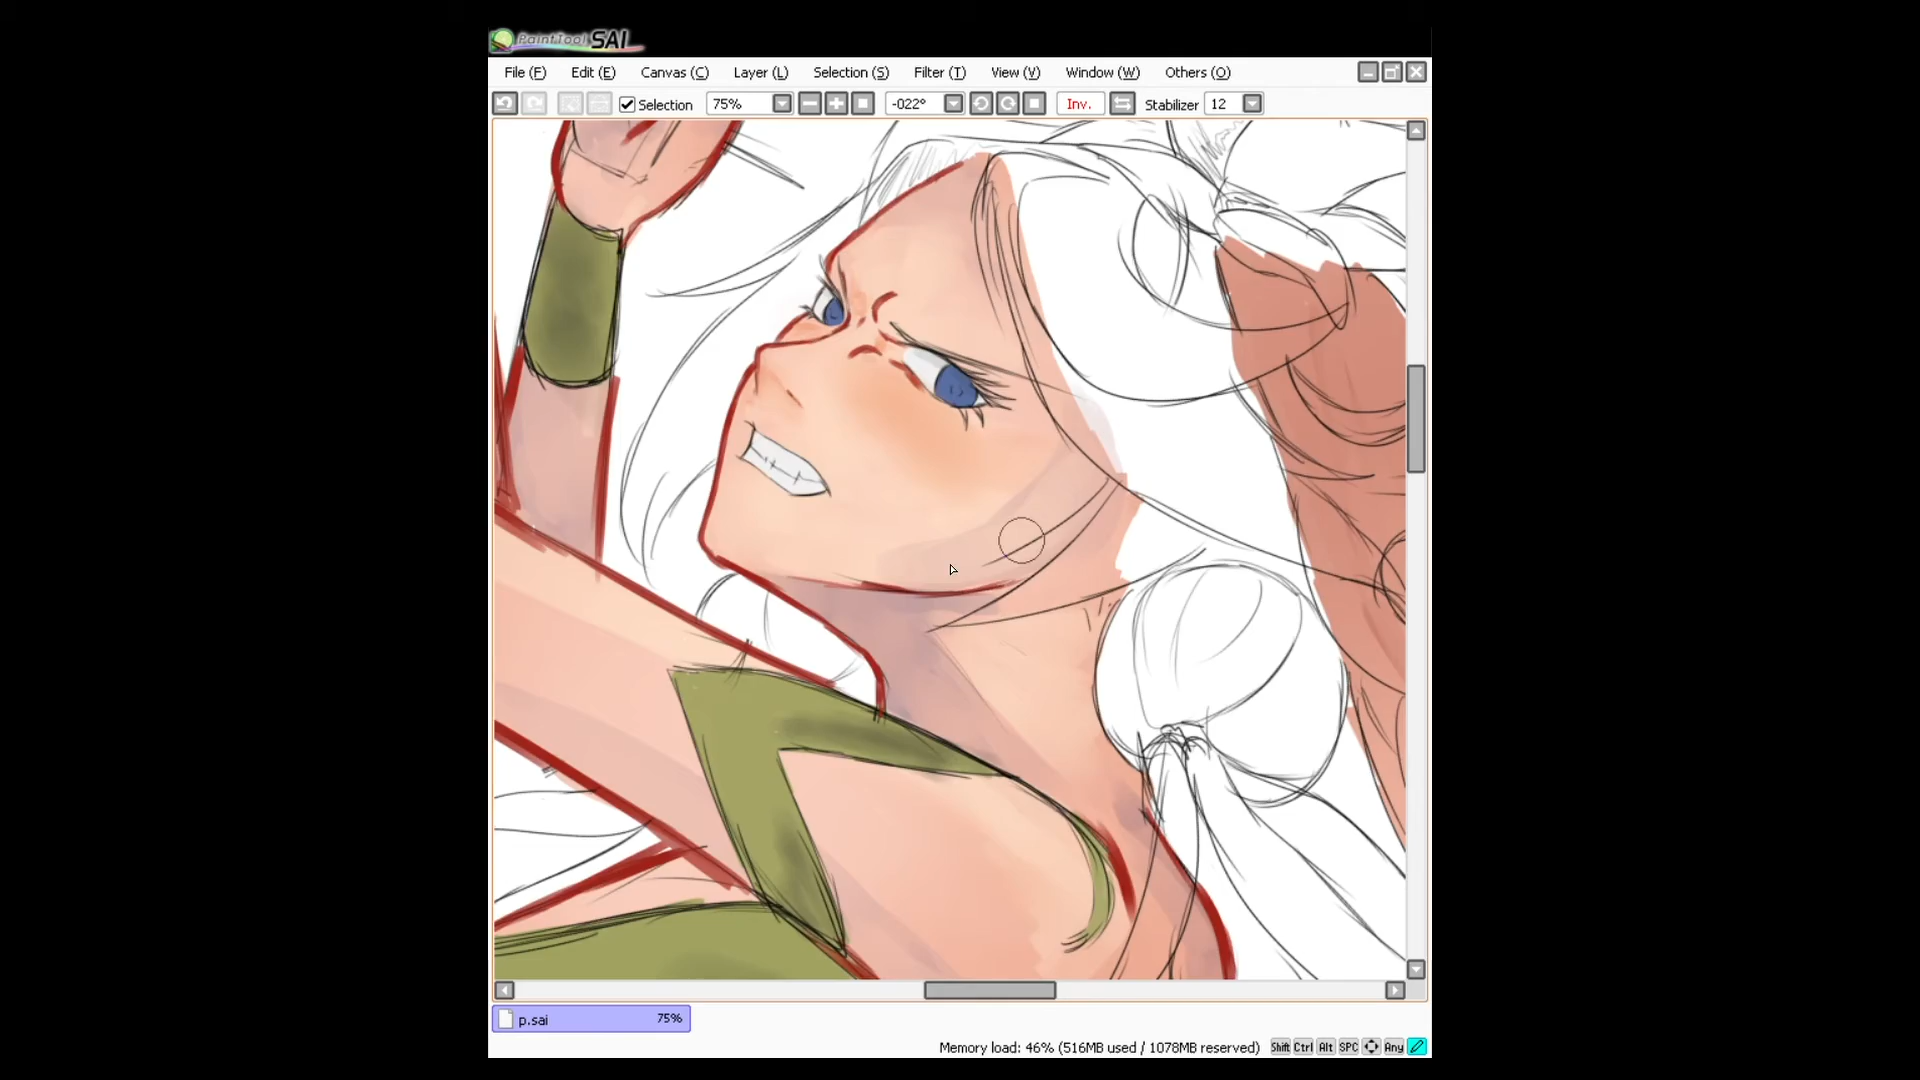 PaintTool SAI
File (F) Edit (E) Canvas (C) Layer (L) Selection (S) Filter (T) View (V) Window (W) Others (O)
Selection 75% -022° Inv. Stabilizer 12
p.sai 75%
Memory load: 46% (516MB used / 1078MB reserved) Shift Ctrl Alt SPC Any